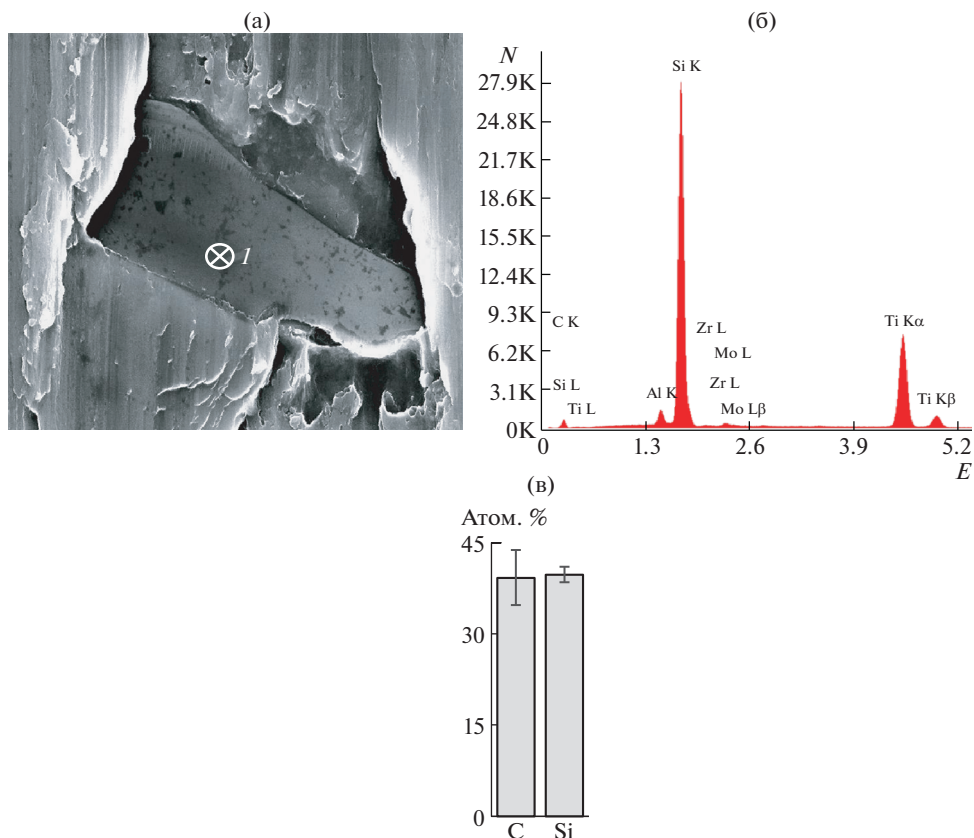 (а)
1
(б)
N
27.9K
24.8K
21.7K
18.6K
15.5K
12.4K
9.3K
6.2K
3.1K
0K
Si K
C K
Si L
Ti L
Al K
Zr L
Mo L
Zr L
Mo Lβ
Ti Kα
Ti Kβ
0 1.3 2.6 3.9 5.2
E
(в)
Атом. %
45
30
15
0
C Si